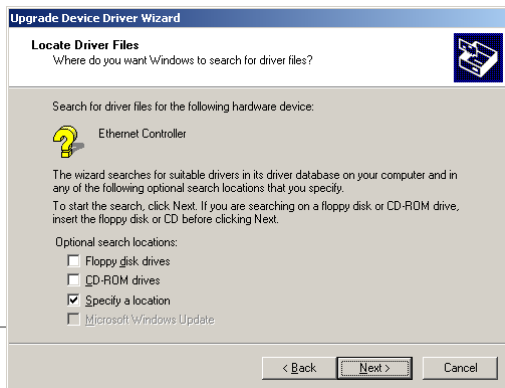 Upgrade Device Driver Wizard
Locate Driver Files
Where do you want Windows to search for driver files?
Search for driver files for the following hardware device:
Ethernet Controller
The wizard searches for suitable drivers in its driver database on your computer and in
any of the following optional search locations that you specify.
To start the search, click Next. If you are searching on a floppy disk or CD-ROM drive,
insert the floppy disk or CD before clicking Next.
Optional search locations:
Floppy disk drives
CD-ROM drives
Specify a location
Microsoft Windows Update
< Back
Next >
Cancel